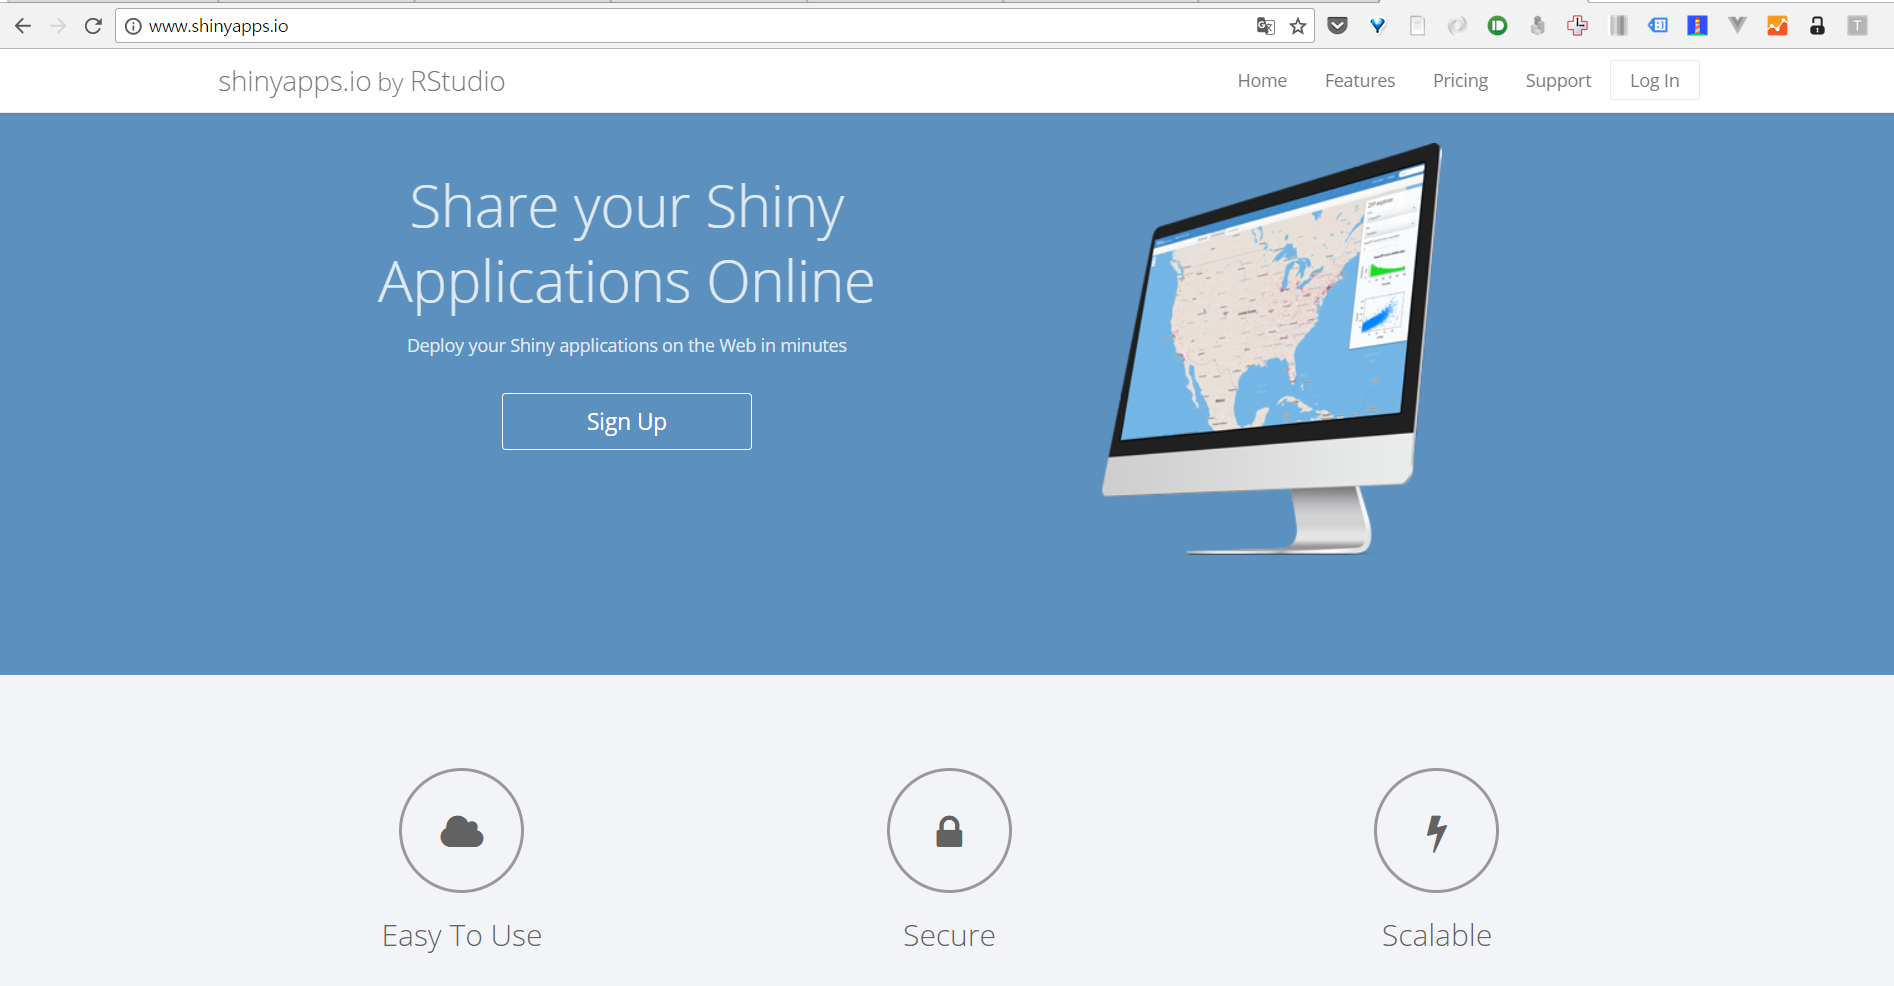 www.shinyapps.io
shinyapps.io by RStudio
Home Features Pricing Support Log In
Share your Shiny
Applications Online
Deploy your Shiny applications on the Web in minutes
Sign Up
Easy To Use
Secure
Scalable